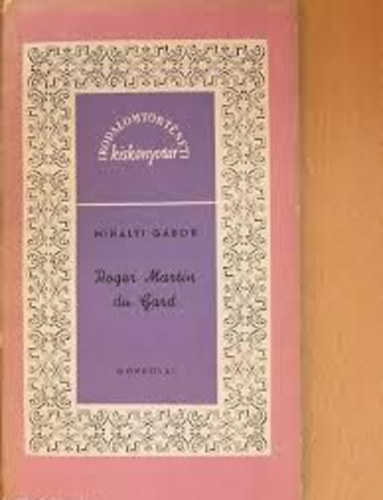 IRODALOMTÖRTÉNETI
kiskönyvtár
MIHÁLYI GÁBOR
Roger Martin
du Gard
GONDOLAT